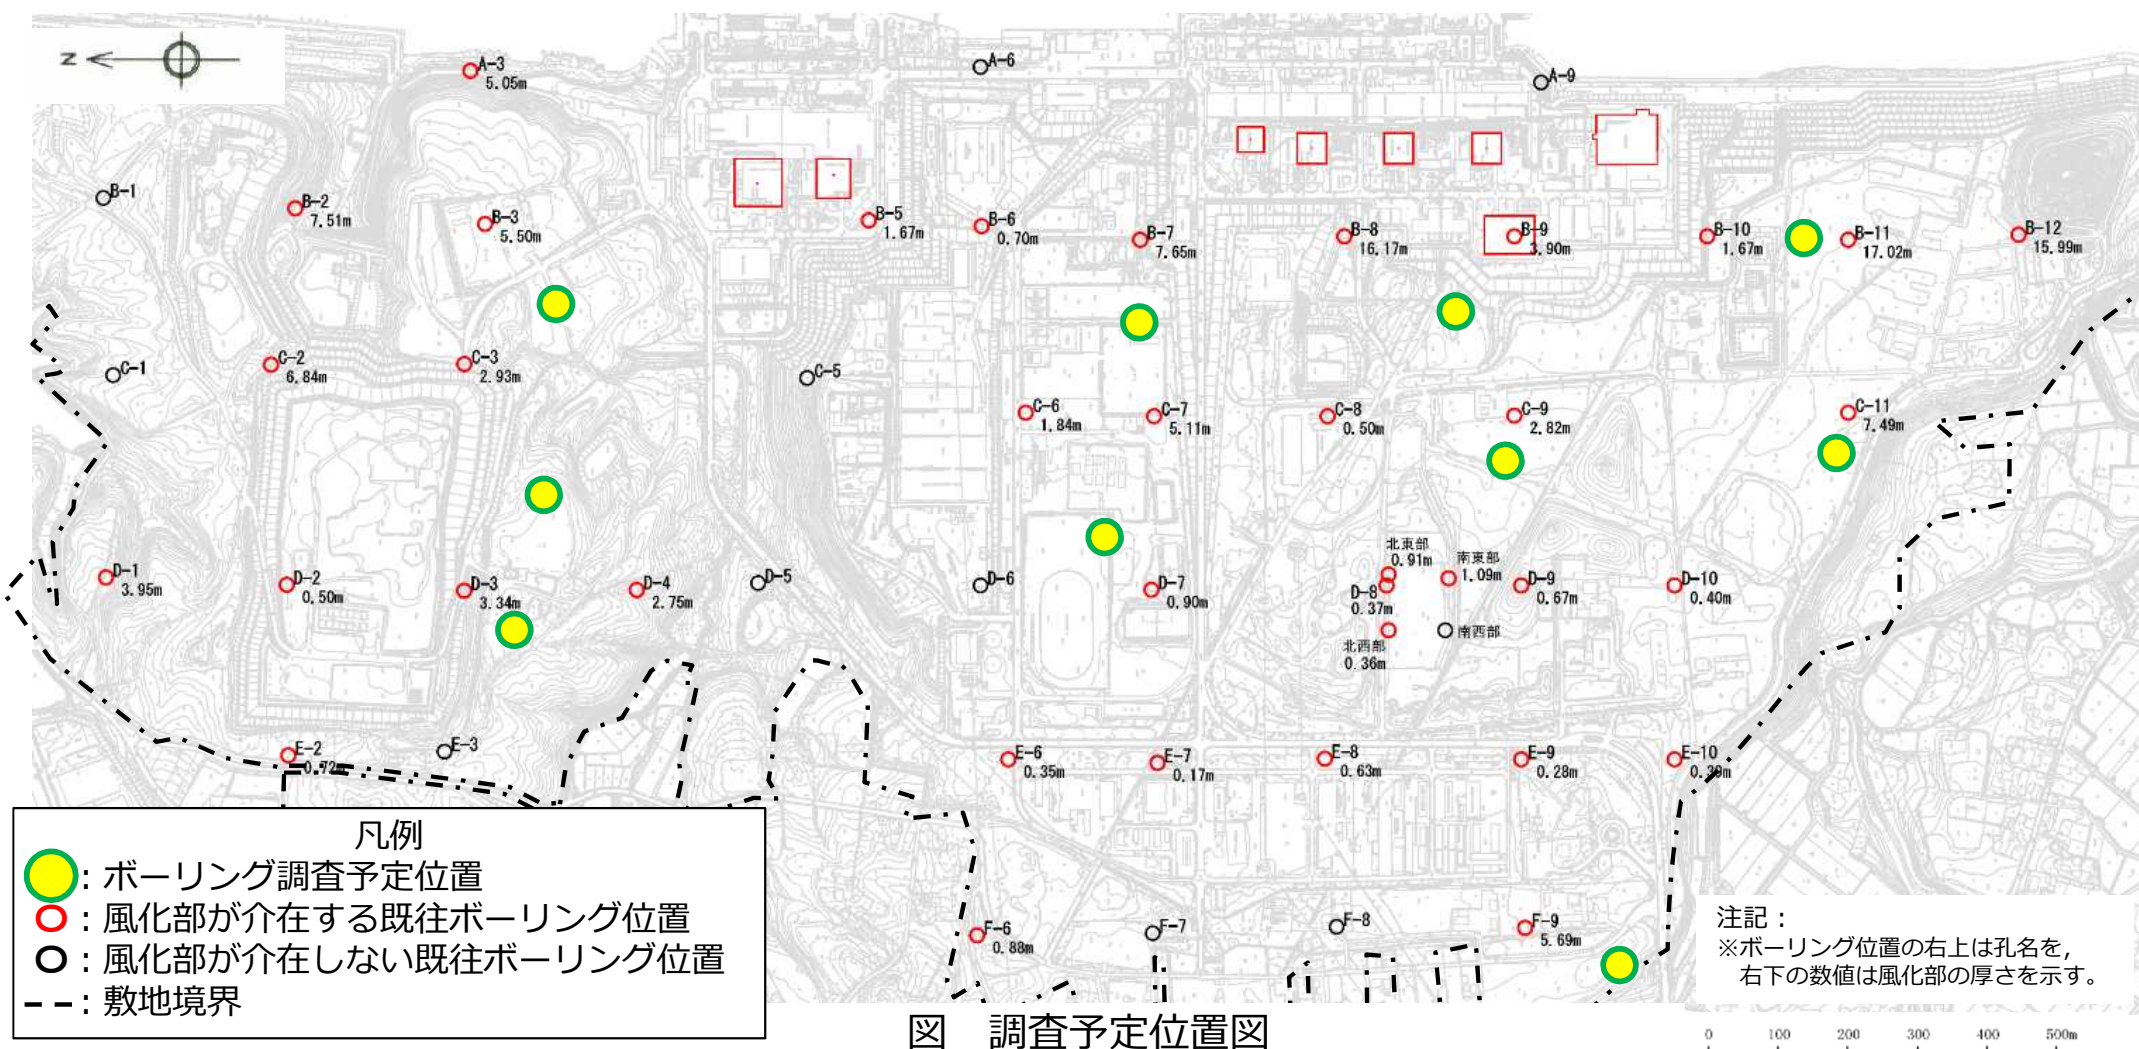 N
A-3
5.05m
A-6
A-9
B-1
B-2
7.51m
B-3
5.50m
B-5
1.67m
B-6
0.70m
B-7
7.65m
B-8
16.17m
B-9
3.90m
B-10
1.67m
B-11
17.02m
B-12
15.99m
C-1
C-2
6.84m
C-3
2.93m
C-5
C-6
1.84m
C-7
5.11m
C-8
0.50m
C-9
2.82m
C-11
7.49m
D-1
3.95m
D-2
0.50m
D-3
3.34m
D-4
2.75m
D-5
D-6
D-7
0.90m
北東部
0.91m
D-8
0.37m
北西部
0.36m
南東部
1.09m
南西部
D-9
0.67m
D-10
0.40m
E-2
0.72m
E-3
E-6
0.35m
E-7
0.17m
E-8
0.63m
E-9
0.28m
E-10
0.39m
F-6
0.88m
F-7
F-8
F-9
5.69m
凡例
：ボーリング調査予定位置
：風化部が介在する既往ボーリング位置
：風化部が介在しない既往ボーリング位置
：敷地境界
注記：
※ボーリング位置の右上は孔名を，
右下の数値は風化部の厚さを示す。
図　調査予定位置図
0 100 200 300 400 500m